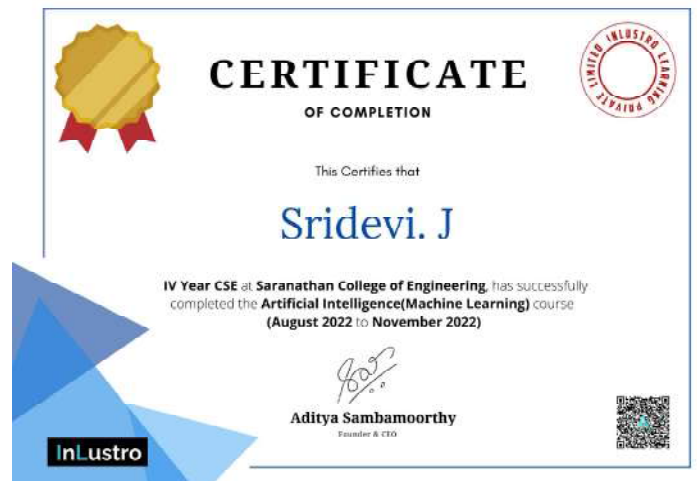 CERTIFICATE
OF COMPLETION
INLUSTRO LEARNING PRIVATE LIMITED
This Certifies that
Sridevi. J
IV Year CSE at Saranathan College of Engineering, has successfully
completed the Artificial Intelligence(Machine Learning) course
(August 2022 to November 2022)
Aditya Sambamoorthy
Founder & CEO
InLustro